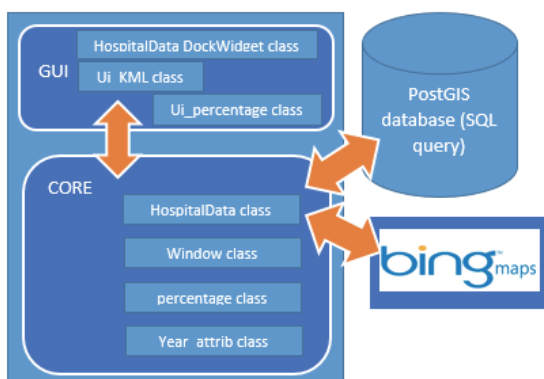 HospitalData DockWidget class
GUI
Ui KML class
Ui_percentage class
PostGIS
database (SQL
query)
CORE
HospitalData class
Window class
percentage class
Year attrib class
bing™
maps